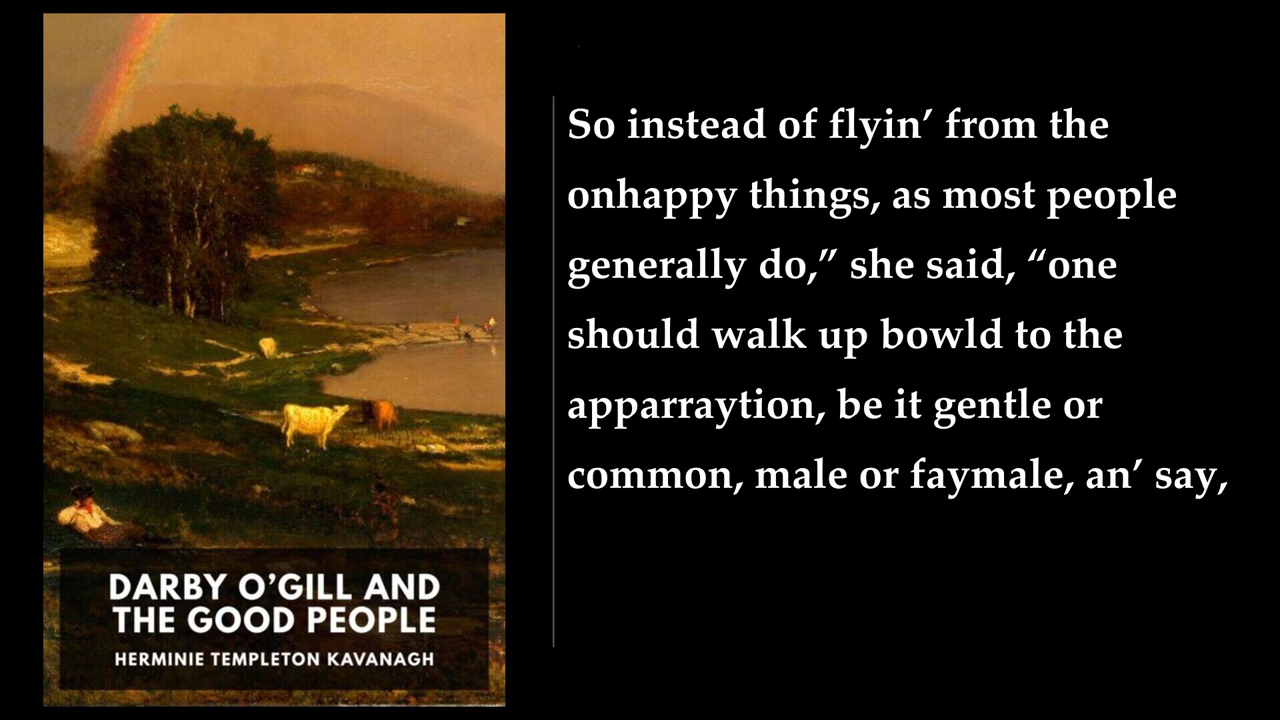 DARBY O’GILL AND
THE GOOD PEOPLE
HERMINIE TEMPLETON KAVANAGH
So instead of flyin’ from the
onhappy things, as most people
generally do,” she said, “one
should walk up bowld to the
apparraytion, be it gentle or
common, male or faymale, an’ say,